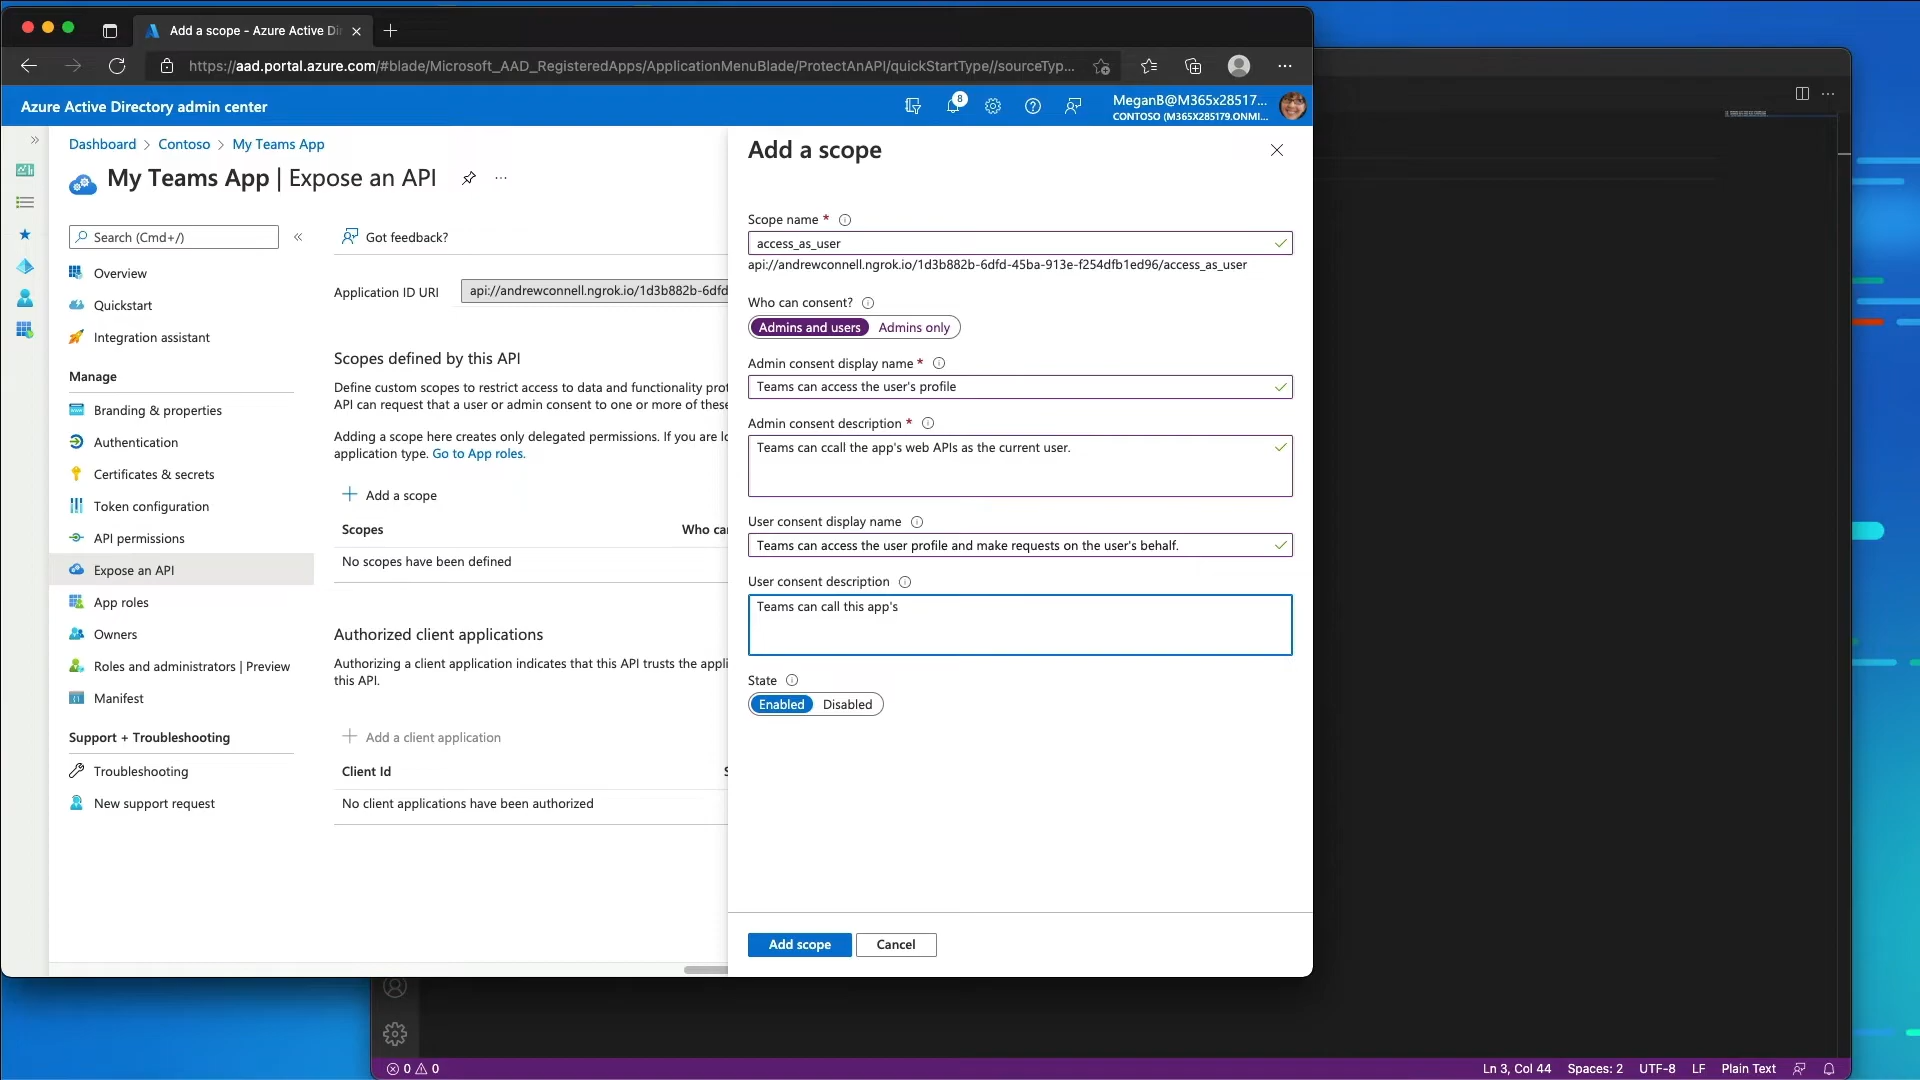 Add a scope - Azure Active Di
https://aad.portal.azure.com/#blade/Microsoft_AAD_RegisteredApps/ApplicationMenuBlade/ProtectAnAPI/quickStartType//sourceTyp...
Azure Active Directory admin center
8
MeganB@M365x28517...
CONTOSO (M365X285179.ONMI...
Dashboard > Contoso > My Teams App
My Teams App | Expose an API
Search (Cmd+/)
Overview
Quickstart
Integration assistant
Manage
Branding & properties
Authentication
Certificates & secrets
Token configuration
API permissions
Expose an API
App roles
Owners
Roles and administrators | Preview
Manifest
Support + Troubleshooting
Troubleshooting
New support request
Got feedback?
Application ID URI
api://andrewconnell.ngrok.io/1d3b882b-6dfd
Scopes defined by this API
Define custom scopes to restrict access to data and functionality prot
API can request that a user or admin consent to one or more of these
Adding a scope here creates only delegated permissions. If you are lo
application type. Go to App roles.
Add a scope
Scopes
Who can
No scopes have been defined
Authorized client applications
Authorizing a client application indicates that this API trusts the appli
this API.
Add a client application
Client Id
No client applications have been authorized
Add a scope
Scope name *
access_as_user
api://andrewconnell.ngrok.io/1d3b882b-6dfd-45ba-913e-f254dfb1ed96/access_as_user
Who can consent?
Admins and users Admins only
Admin consent display name *
Teams can access the user's profile
Admin consent description *
Teams can ccall the app's web APIs as the current user.
User consent display name
Teams can access the user profile and make requests on the user's behalf.
User consent description
Teams can call this app's
State
Enabled Disabled
Add scope
Cancel
0 0
Ln 3, Col 44
Spaces: 2
UTF-8
LF
Plain Text